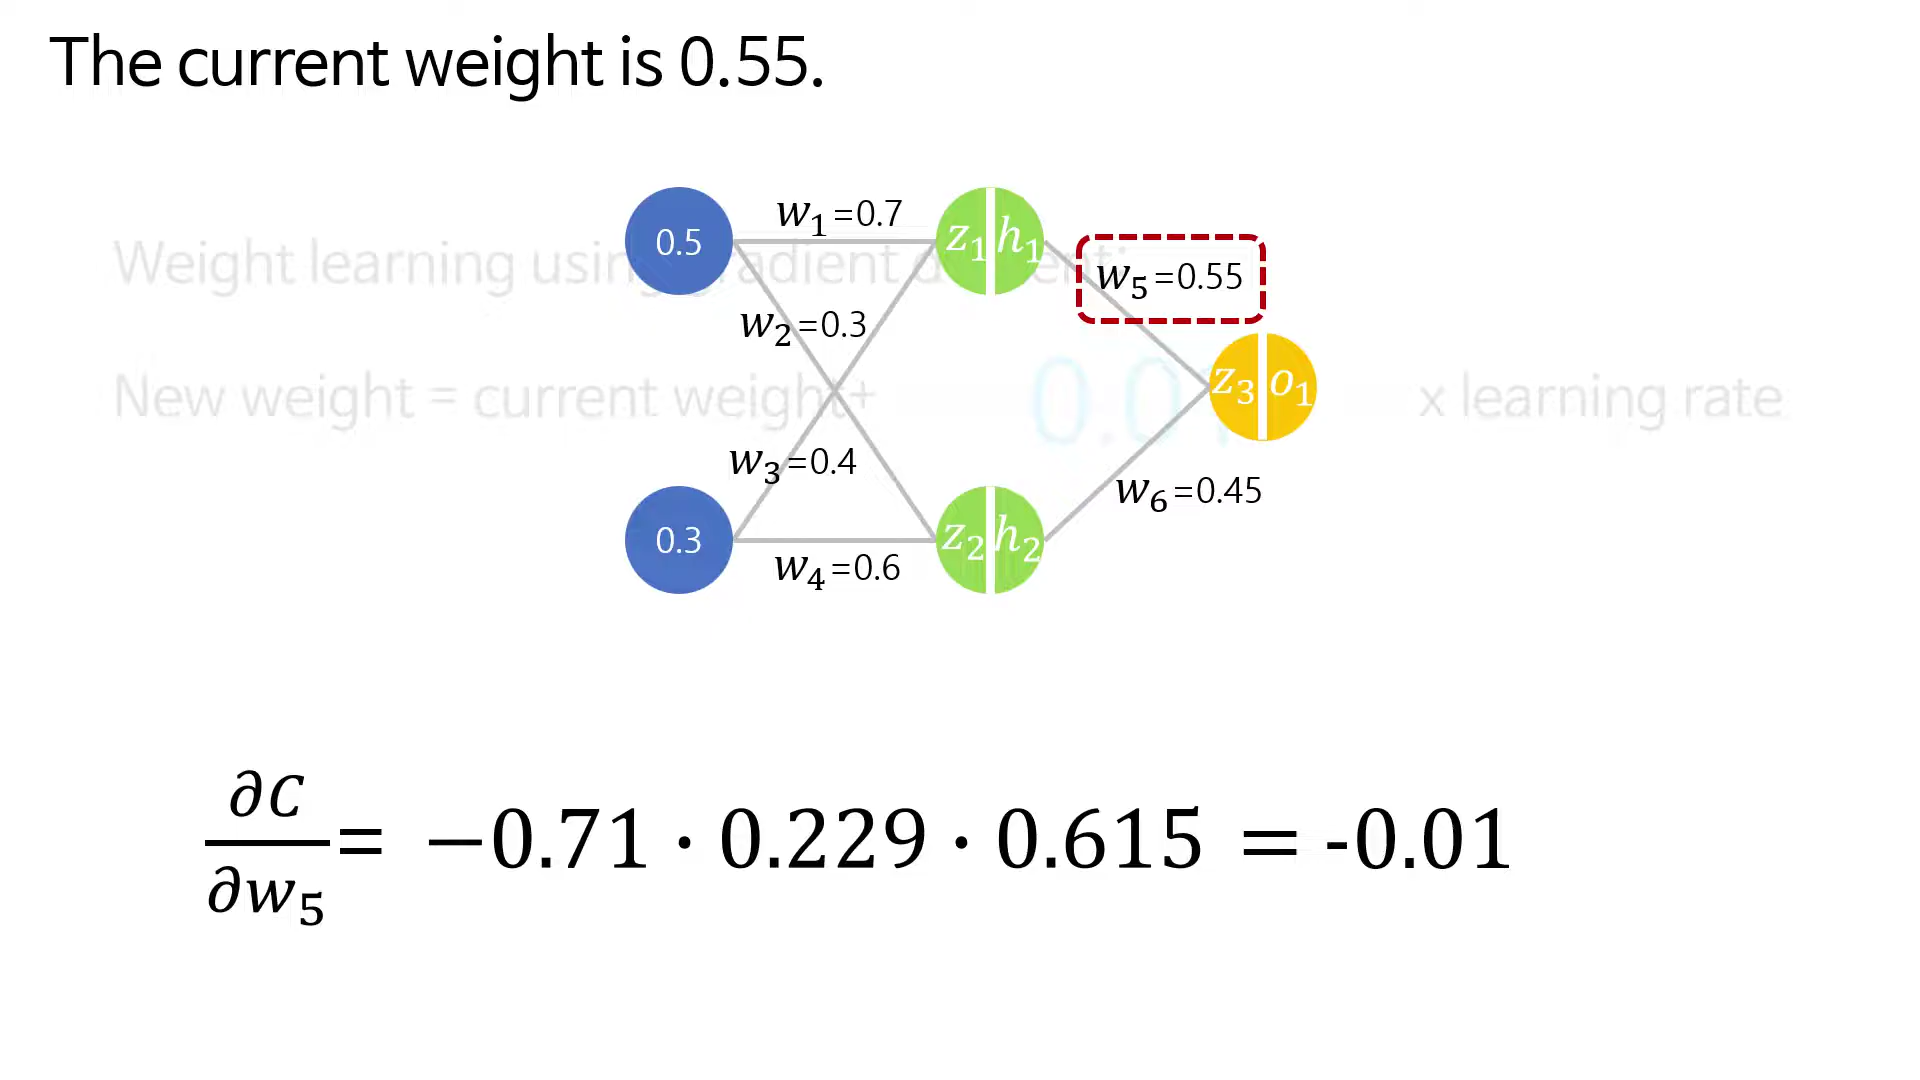 The current weight is 0.55.
w1=0.7
0.5
z1 h1
w5=0.55
Weight learning using gradient
w2=0.3
z3 o1
New weight = current weight+ 0.01 x learning rate
w3=0.4
w6=0.45
0.3
z2 h2
w4=0.6
∂C/∂w5 = −0.71 · 0.229 · 0.615 = -0.01